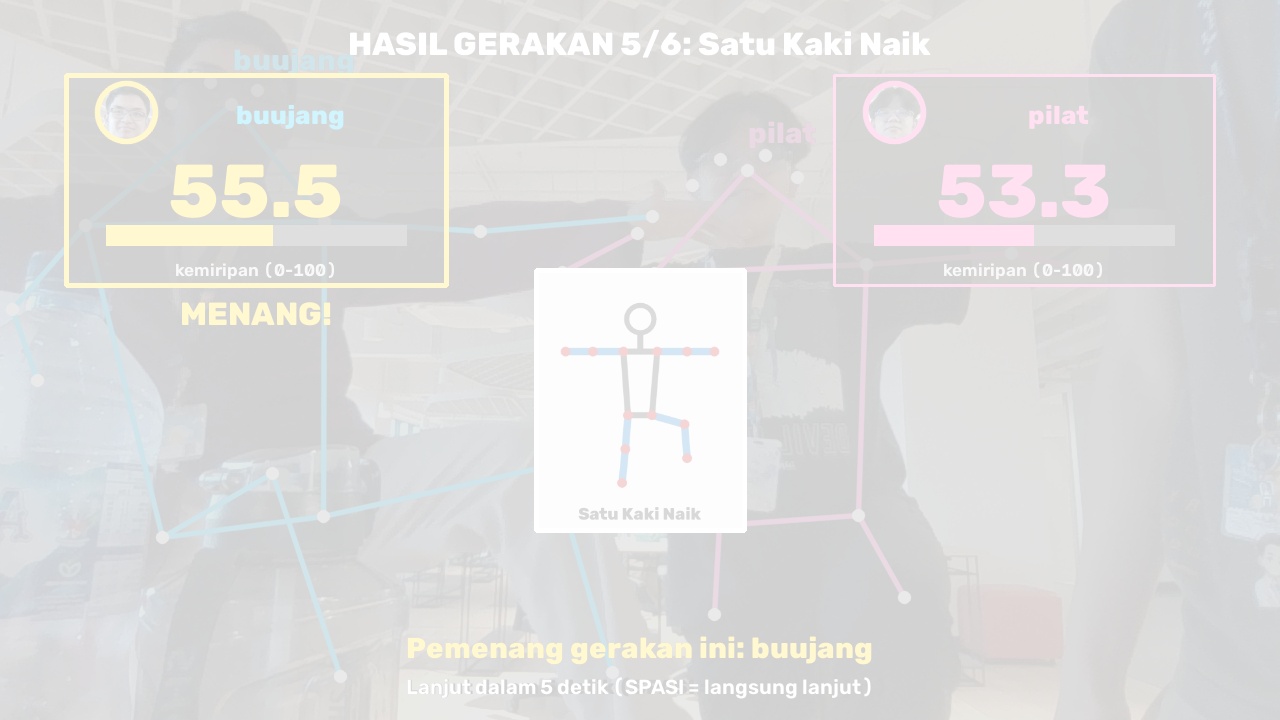 HASIL GERAKAN 5/6: Satu Kaki Naik
buujang
buujang
55.5
kemiripan (0-100)
MENANG!
pilat
pilat
53.3
kemiripan (0-100)
Satu Kaki Naik
Pemenang gerakan ini: buujang
Lanjut dalam 5 detik (SPASI = langsung lanjut)